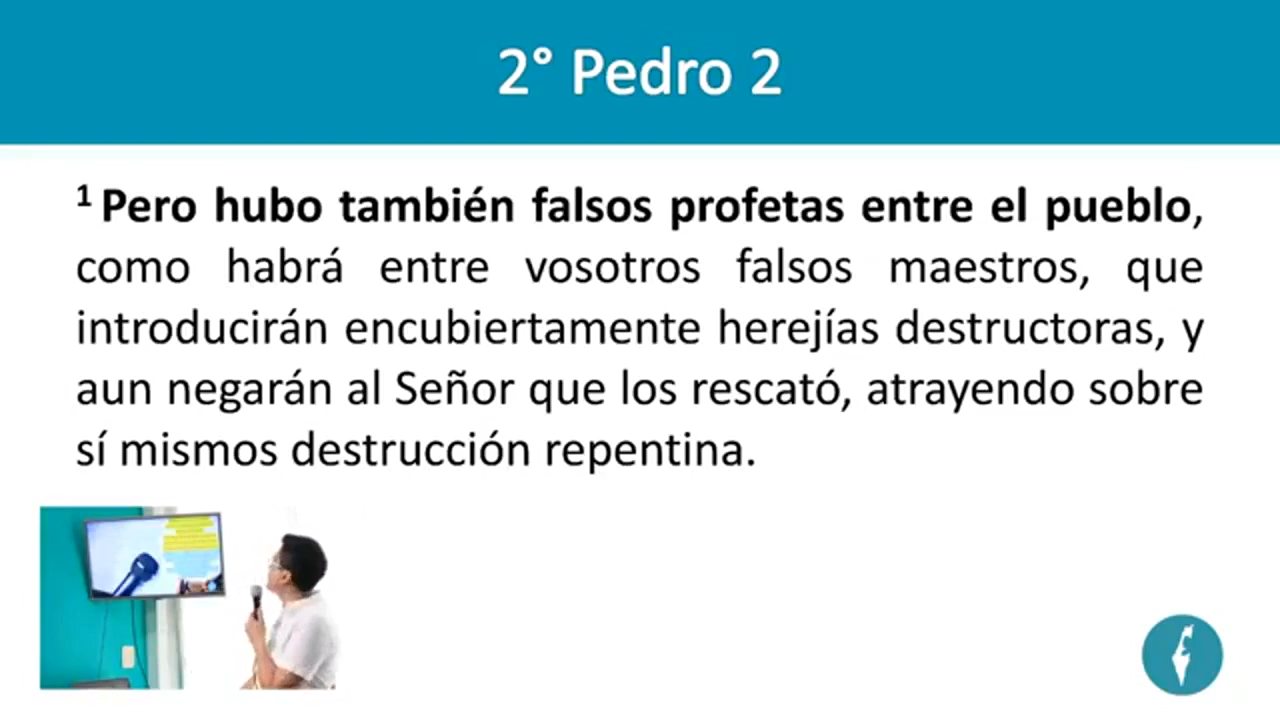 2° Pedro 2
¹ Pero hubo también falsos profetas entre el pueblo,
como habrá entre vosotros falsos maestros, que
introducirán encubiertamente herejías destructoras, y
aun negarán al Señor que los rescató, atrayendo sobre
sí mismos destrucción repentina.